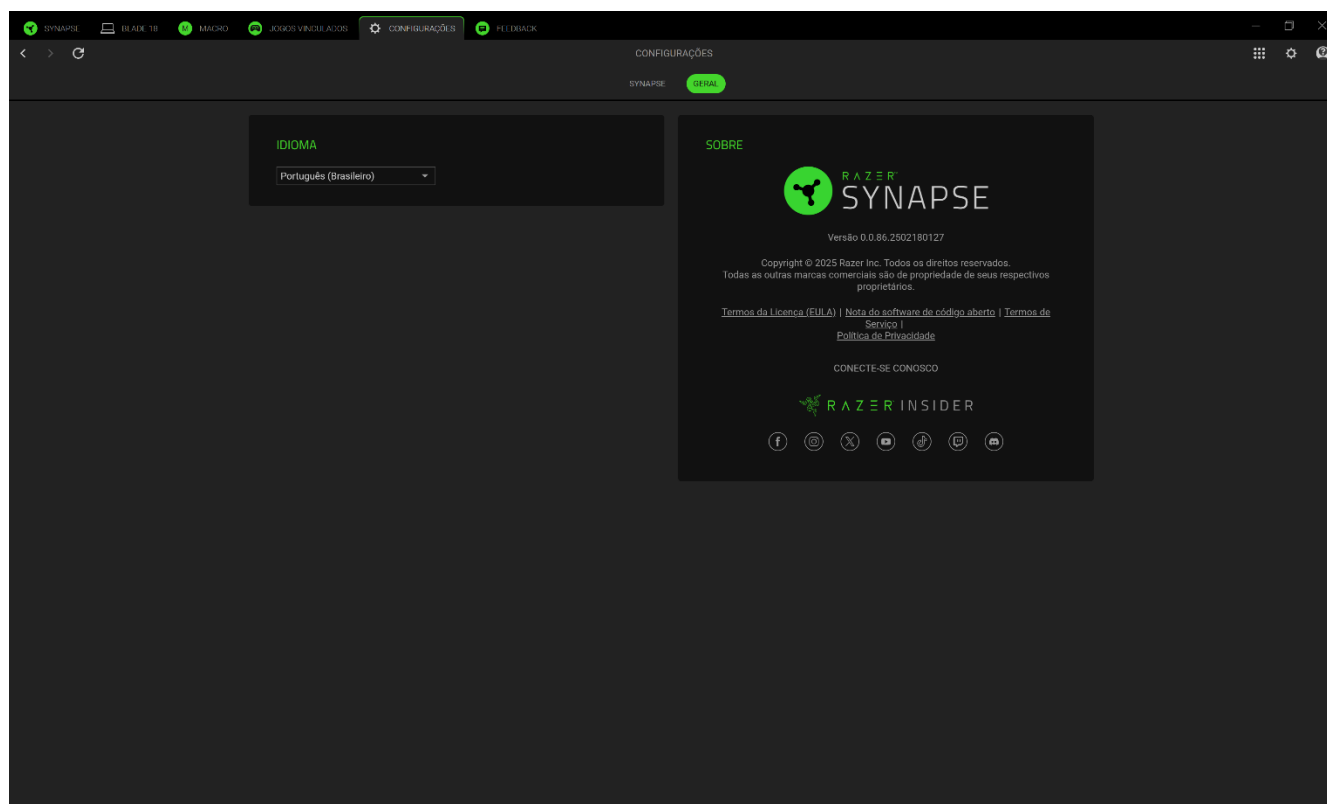 SYNAPSE BLADE 18 MACRO JOGOS VINCULADOS CONFIGURAÇÕES FEEDBACK
CONFIGURAÇÕES
SYNAPSE GERAL
IDIOMA
Português (Brasileiro)
SOBRE
RAZER
SYNAPSE
Versão 0.0.86.2502180127
Copyright © 2025 Razer Inc. Todos os direitos reservados.
Todas as outras marcas comerciais são de propriedade de seus respectivos
proprietários.
Termos da Licença (EULA) | Nota do software de código aberto | Termos de
Serviço |
Política de Privacidade
CONECTE-SE CONOSCO
RAZER INSIDER